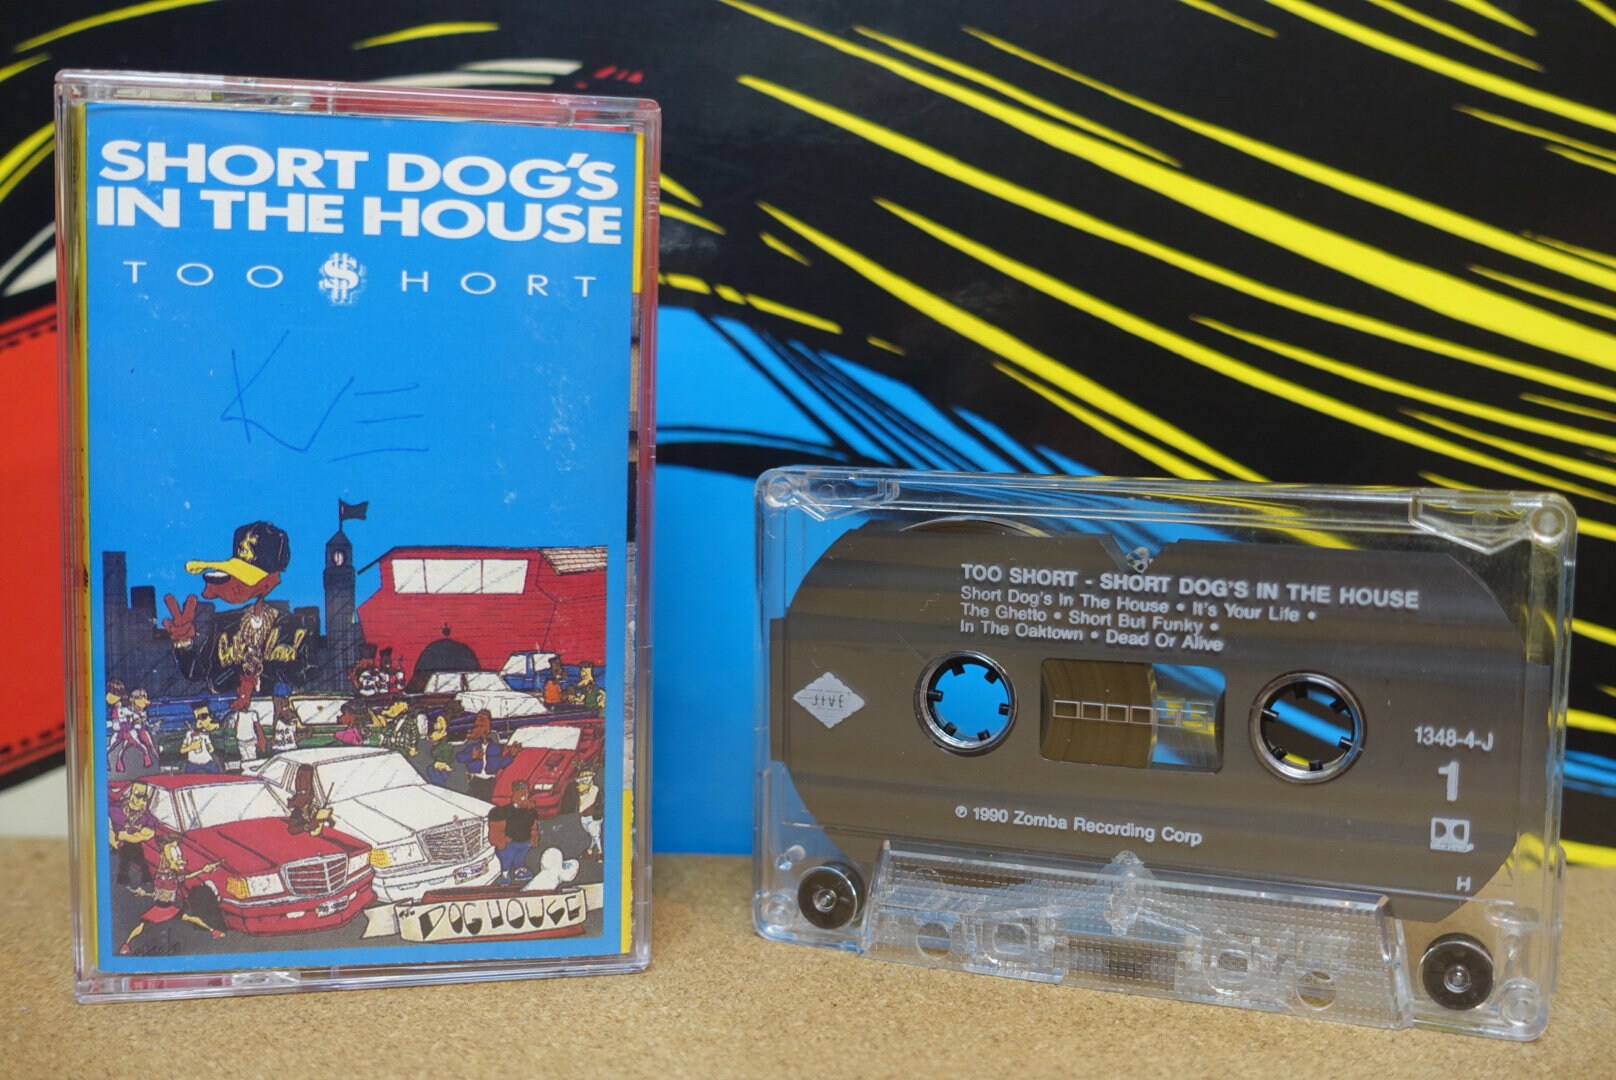 SHORT DOG'S
IN THE HOUSE
TOO $HORT
KVE
THE DOG HOUSE
TOO SHORT - SHORT DOG'S IN THE HOUSE
Short Dog's In The House • It's Your Life •
The Ghetto • Short But Funky •
In The Oaktown • Dead Or Alive
JIVE
1348-4-J
1
℗ 1990 Zomba Recording Corp
H